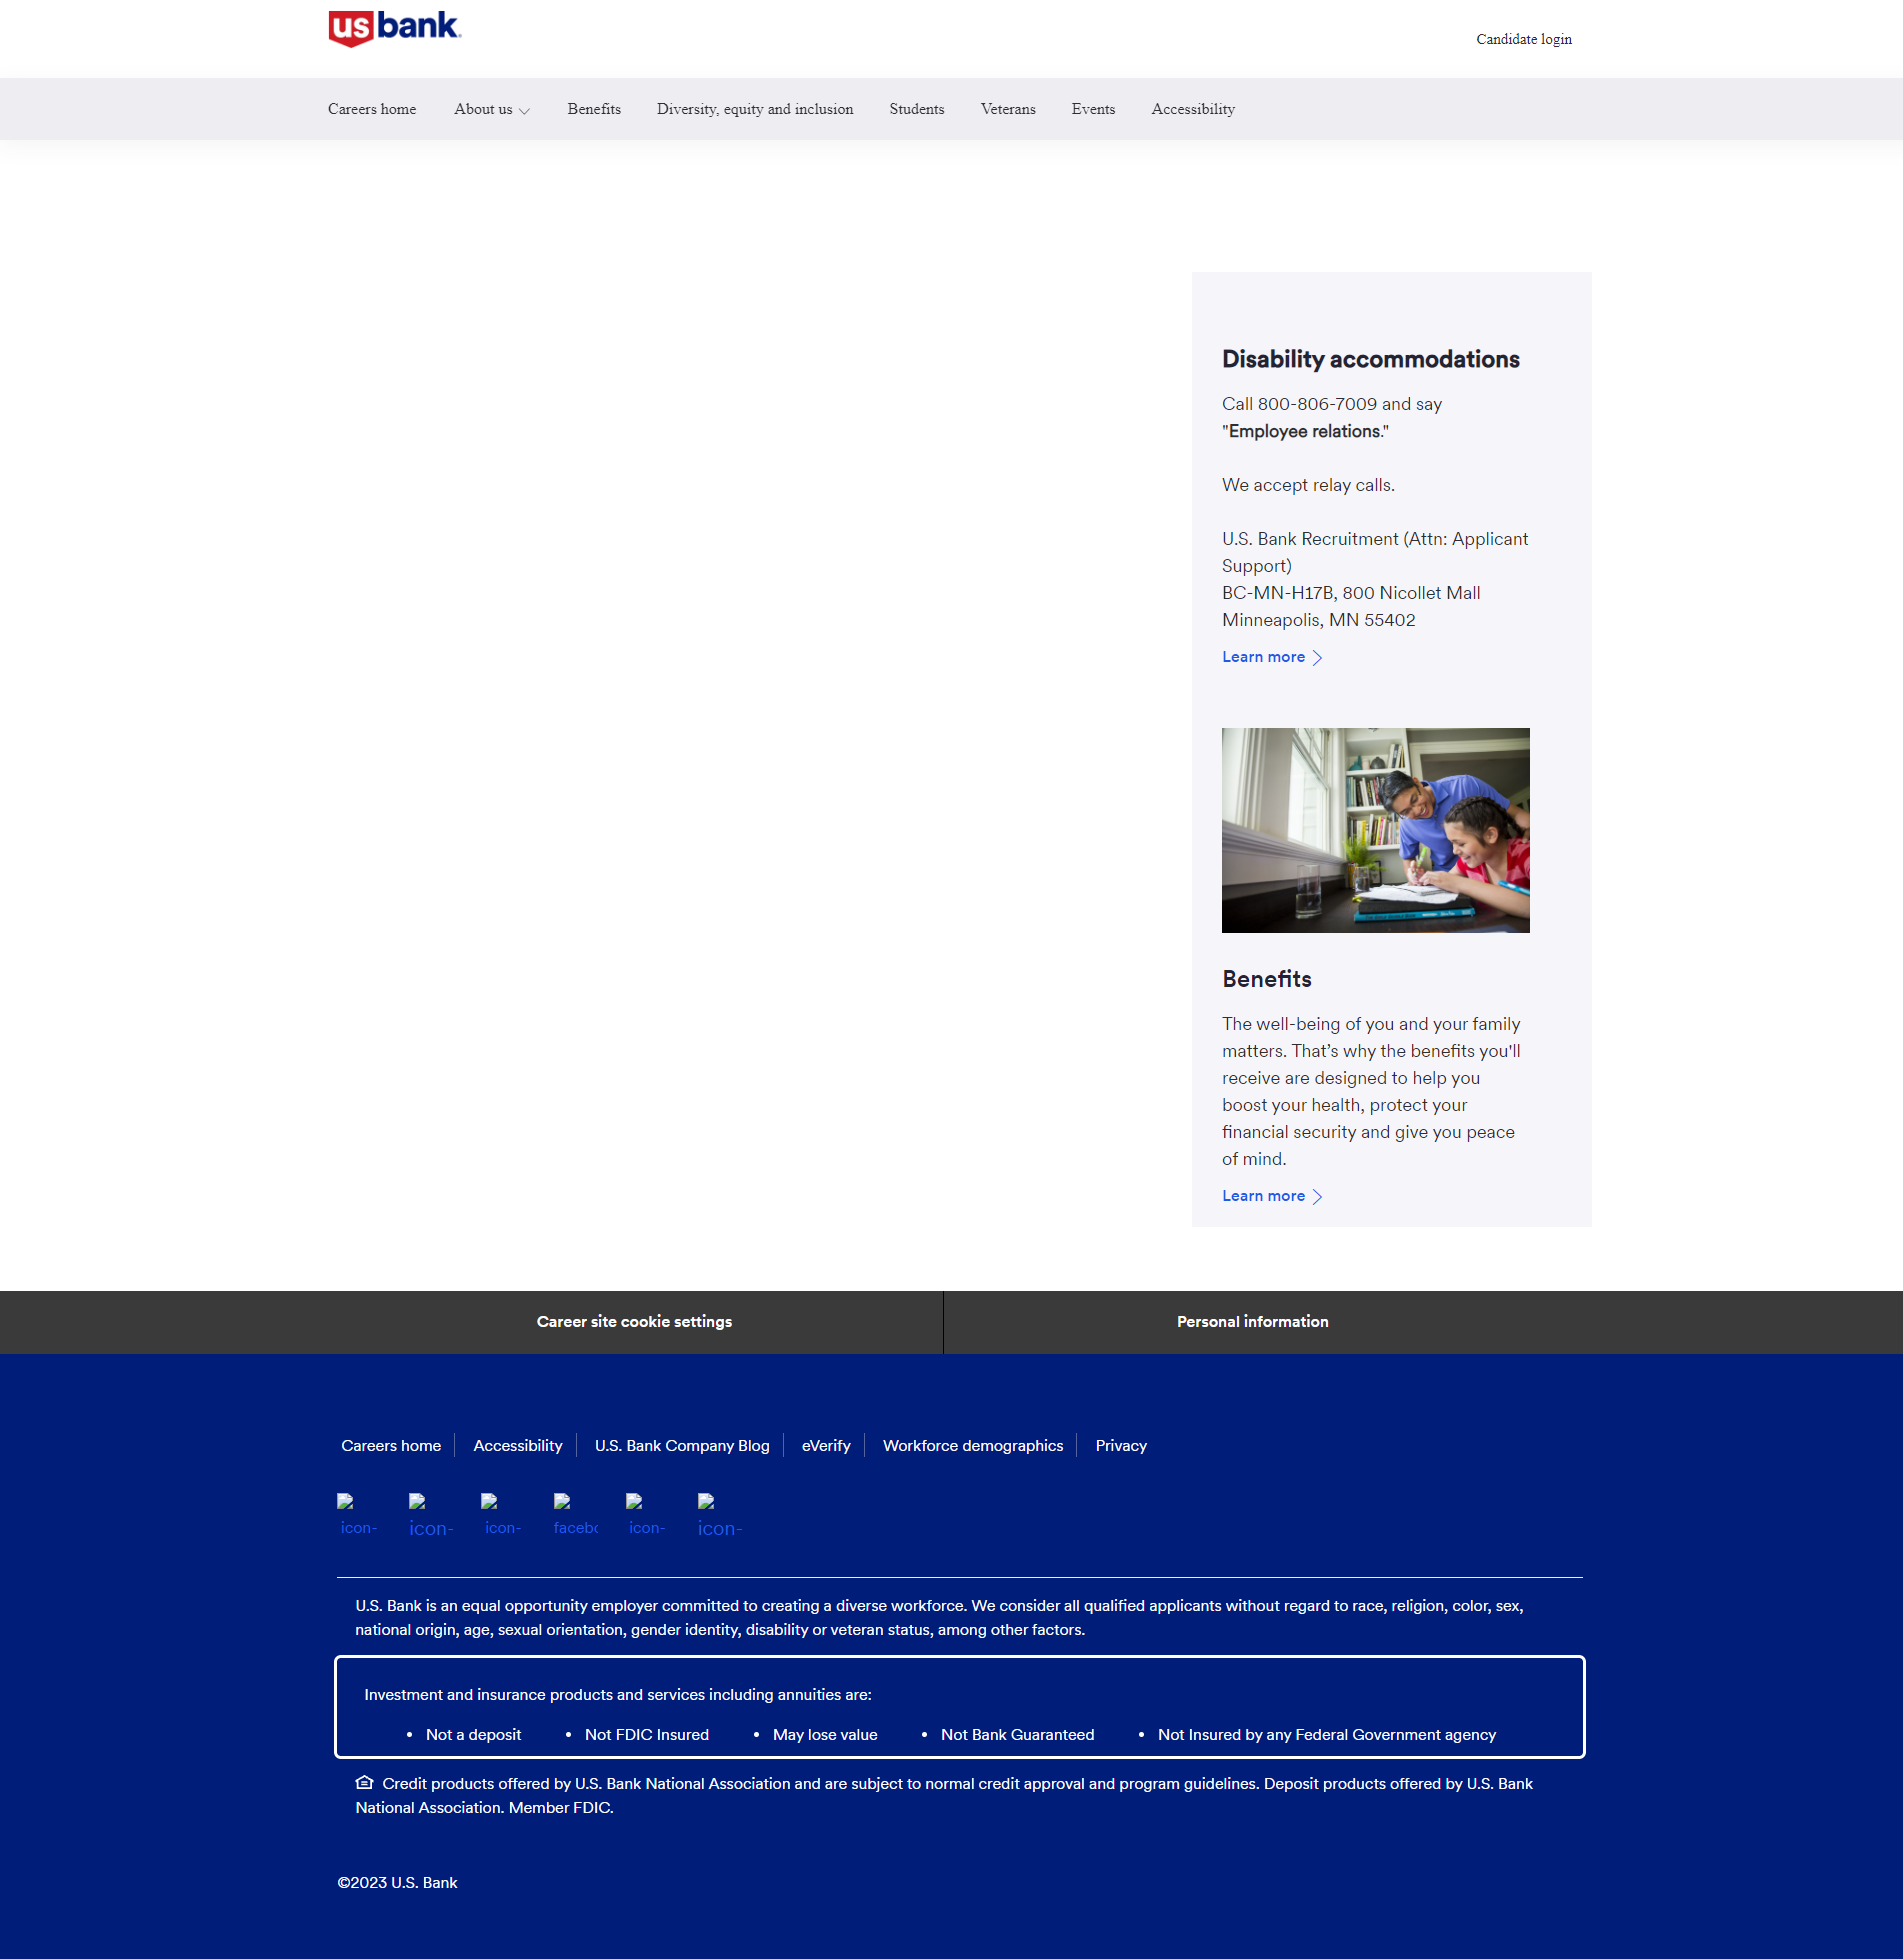 usbank
Candidate login
Careers home About us Benefits Diversity, equity and inclusion Students Veterans Events Accessibility
Disability accommodations
Call 800-806-7009 and say
"Employee relations."
We accept relay calls.
U.S. Bank Recruitment (Attn: Applicant
Support)
BC-MN-H17B, 800 Nicollet Mall
Minneapolis, MN 55402
Learn more
Benefits
The well-being of you and your family
matters. That’s why the benefits you'll
receive are designed to help you
boost your health, protect your
financial security and give you peace
of mind.
Learn more
Career site cookie settings Personal information
Careers home Accessibility U.S. Bank Company Blog eVerify Workforce demographics Privacy
icon- icon- icon- facebo icon- icon-
U.S. Bank is an equal opportunity employer committed to creating a diverse workforce. We consider all qualified applicants without regard to race, religion, color, sex,
national origin, age, sexual orientation, gender identity, disability or veteran status, among other factors.
Investment and insurance products and services including annuities are:
• Not a deposit • Not FDIC Insured • May lose value • Not Bank Guaranteed • Not Insured by any Federal Government agency
Credit products offered by U.S. Bank National Association and are subject to normal credit approval and program guidelines. Deposit products offered by U.S. Bank
National Association. Member FDIC.
©2023 U.S. Bank